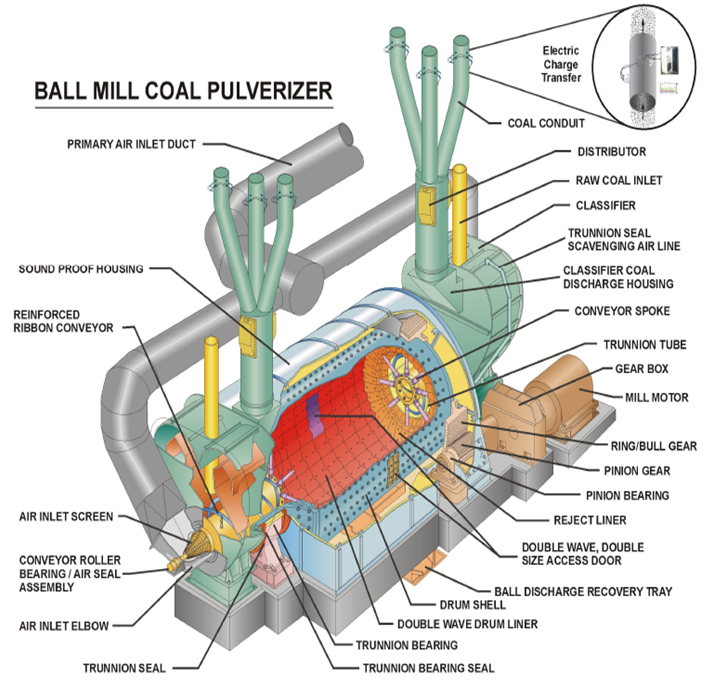 BALL MILL COAL PULVERIZER
Electric
Charge
Transfer
COAL CONDUIT
PRIMARY AIR INLET DUCT
DISTRIBUTOR
RAW COAL INLET
CLASSIFIER
TRUNNION SEAL
SCAVENGING AIR LINE
SOUND PROOF HOUSING
CLASSIFIER COAL
DISCHARGE HOUSING
REINFORCED
RIBBON CONVEYOR
CONVEYOR SPOKE
TRUNNION TUBE
GEAR BOX
MILL MOTOR
RING/BULL GEAR
PINION GEAR
PINION BEARING
REJECT LINER
AIR INLET SCREEN
DOUBLE WAVE, DOUBLE
SIZE ACCESS DOOR
CONVEYOR ROLLER
BEARING / AIR SEAL
ASSEMBLY
BALL DISCHARGE RECOVERY TRAY
DRUM SHELL
AIR INLET ELBOW
DOUBLE WAVE DRUM LINER
TRUNNION BEARING
TRUNNION SEAL
TRUNNION BEARING SEAL